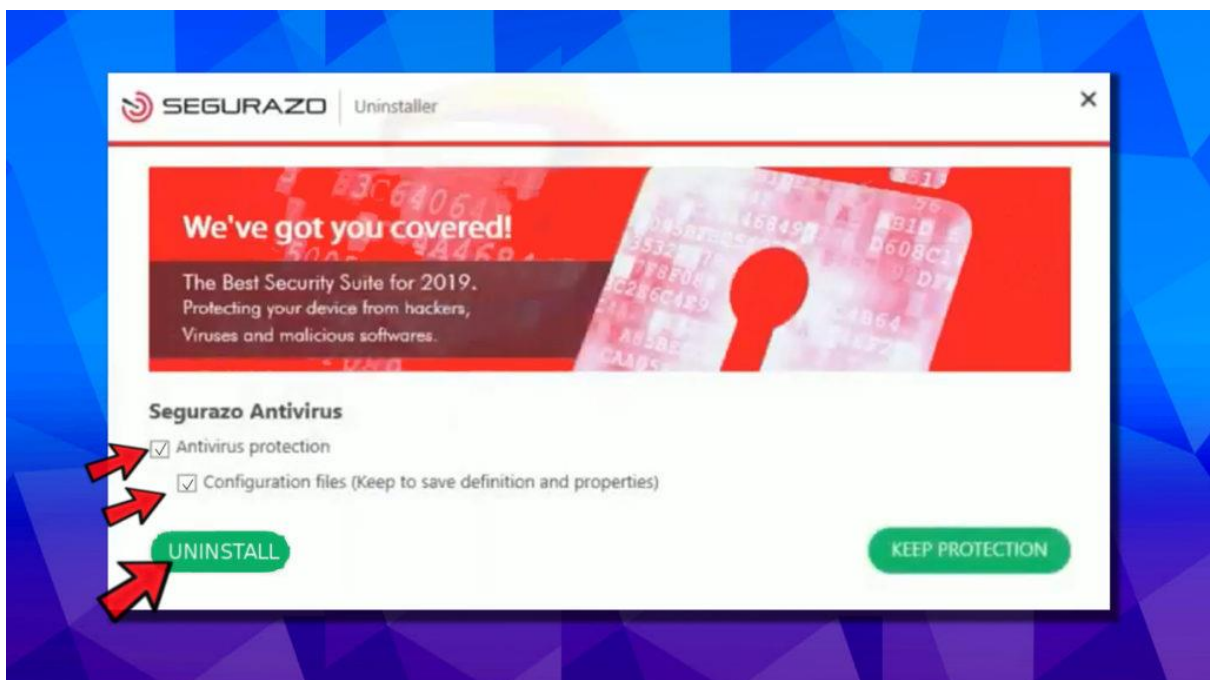 SEGURAZO
Uninstaller
We've got you covered!
The Best Security Suite for 2019.
Protecting your device from hackers,
Viruses and malicious softwares.
Segurazo Antivirus
Antivirus protection
Configuration files (Keep to save definition and properties)
UNINSTALL
KEEP PROTECTION